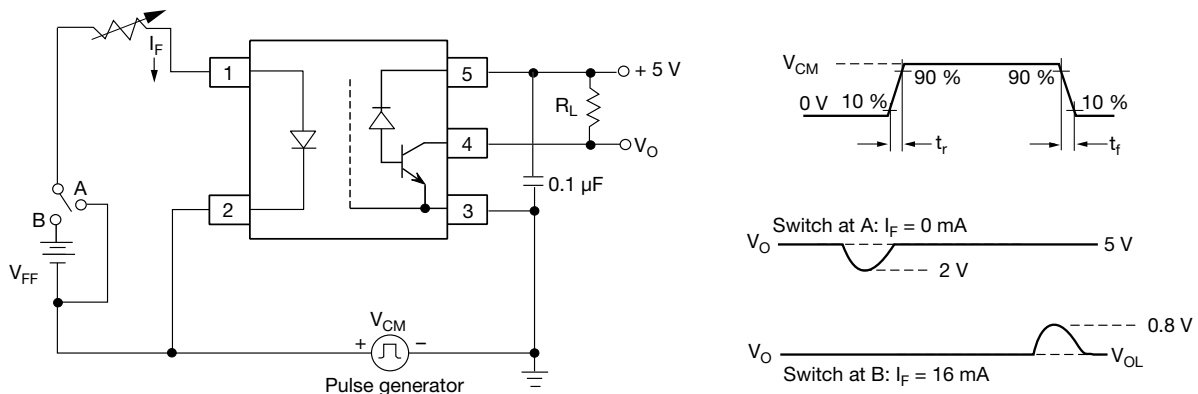 I_F
1
5
+ 5 V
R_L
4
V_O
2
3
0.1 µF
A
B
V_FF
V_CM
+
−
Pulse generator
V_CM
90 %
90 %
0 V
10 %
10 %
t_r
t_f
Switch at A: I_F = 0 mA
V_O
5 V
2 V
0.8 V
V_O
V_OL
Switch at B: I_F = 16 mA